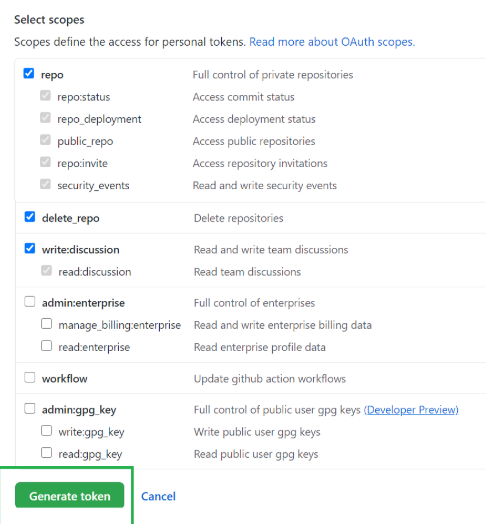 Select scopes
Scopes define the access for personal tokens. Read more about OAuth scopes.
repo Full control of private repositories
repo:status Access commit status
repo_deployment Access deployment status
public_repo Access public repositories
repo:invite Access repository invitations
security_events Read and write security events
delete_repo Delete repositories
write:discussion Read and write team discussions
read:discussion Read team discussions
admin:enterprise Full control of enterprises
manage_billing:enterprise Read and write enterprise billing data
read:enterprise Read enterprise profile data
workflow Update github action workflows
admin:gpg_key Full control of public user gpg keys (Developer Preview)
write:gpg_key Write public user gpg keys
read:gpg_key Read public user gpg keys
Generate token Cancel